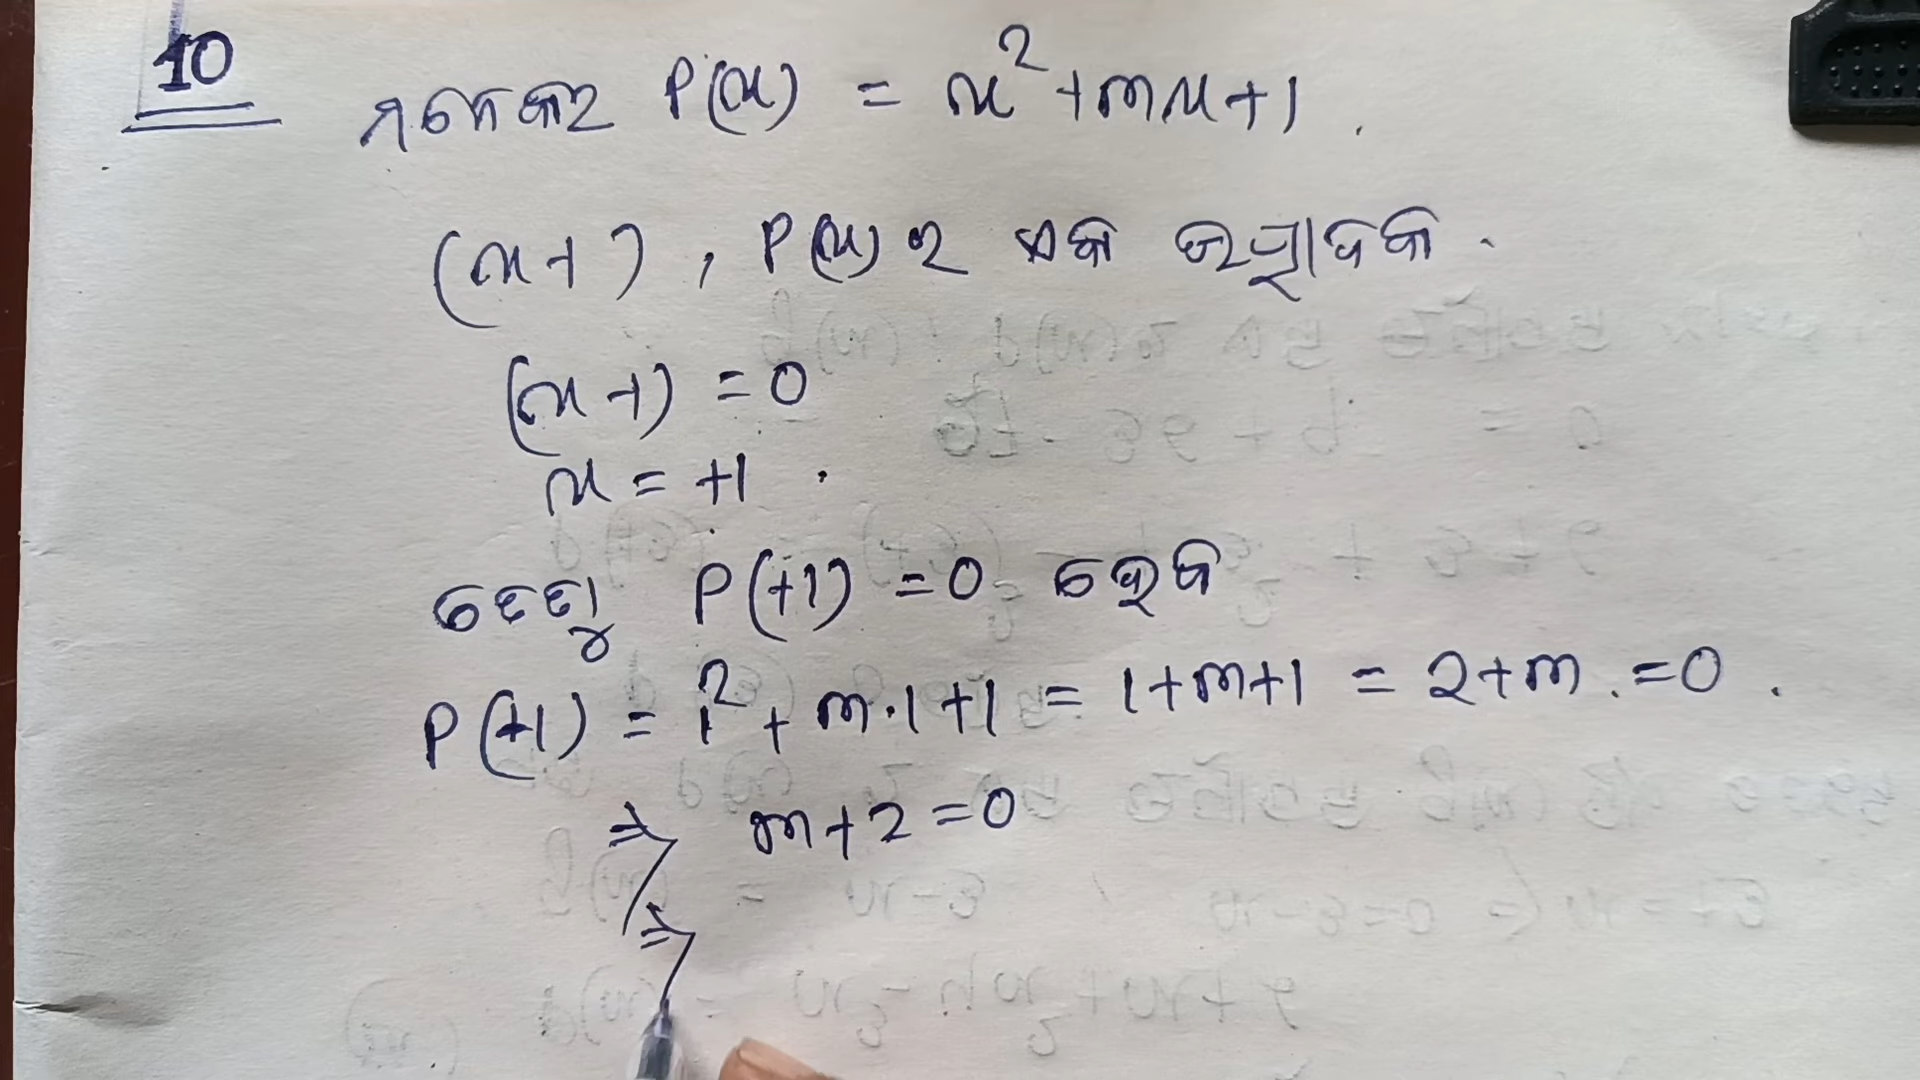 10
ମନେକର P(x) = x² + mx + 1 .
(x-1) , P(x) ର ଏକ ଉତ୍ପାଦକ .
(x-1) = 0
x = +1 .
ତେଣୁ P(+1) = 0 ହେବ
P(+1) = 1² + m.1 + 1 = 1 + m + 1 = 2 + m . = 0 .
⇒ m + 2 = 0
⇒